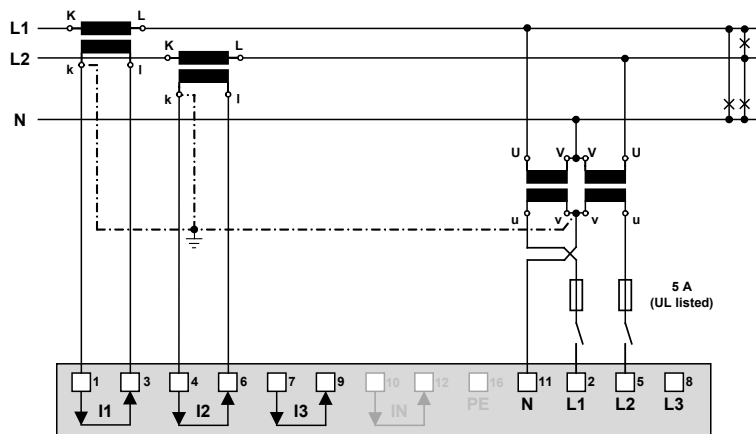 K L
L1
K L
L2
k l
k l
N
U V V U
u v v u
5 A
(UL listed)
1 3 4 6 7 9 10 12 16 11 2 5 8
I1 I2 I3 IN PE N L1 L2 L3